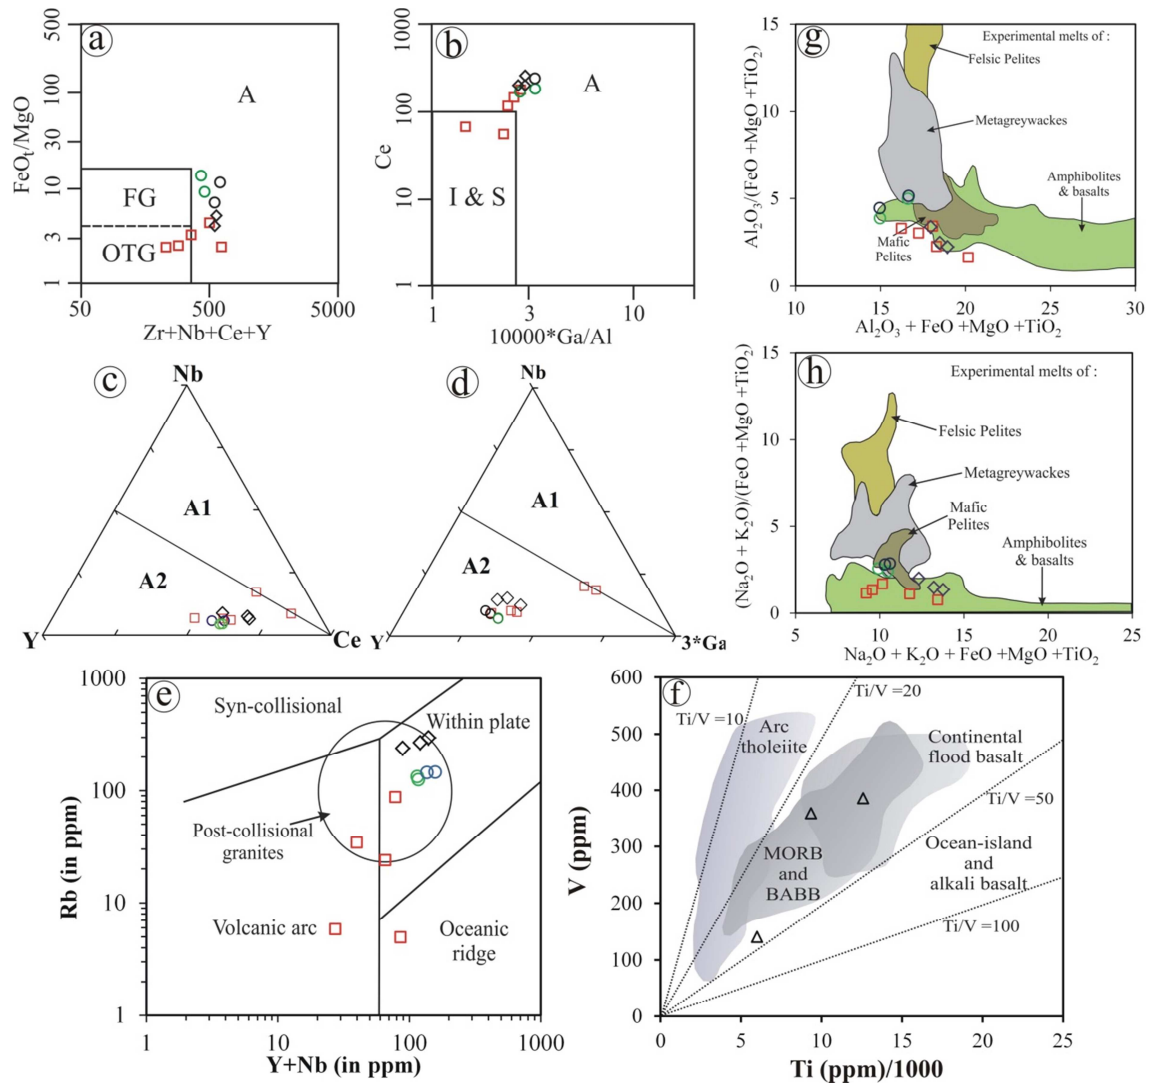 a
500
100
30
10
3
1
FeOt/MgO
A
FG
OTG
50
500
5000
Zr+Nb+Ce+Y
b
1000
100
10
1
Ce
A
I & S
1
3
10
10000*Ga/Al
g
15
10
5
0
Al₂O₃/(FeO +MgO +TiO₂)
Experimental melts of :
Felsic Pelites
Metagreywackes
Amphibolites
& basalts
Mafic
Pelites
10
15
20
25
30
Al₂O₃ + FeO +MgO +TiO₂
c
Nb
A1
A2
Y
Ce
d
Nb
A1
A2
Y
3*Ga
h
15
10
5
0
(Na₂O + K₂O)/(FeO +MgO +TiO₂)
Experimental melts of :
Felsic Pelites
Metagreywackes
Mafic
Pelites
Amphibolites
& basalts
5
10
15
20
25
Na₂O + K₂O + FeO +MgO +TiO₂
e
1000
100
10
1
Rb (in ppm)
Syn-collisional
Within plate
Post-collisional
granites
Volcanic arc
Oceanic
ridge
1
10
100
1000
Y+Nb (in ppm)
f
600
500
400
300
200
100
0
V (ppm)
Ti/V =10
Ti/V =20
Arc
tholeiite
Continental
flood basalt
Ti/V =50
MORB
and
BABB
Ocean-island
and
alkali basalt
Ti/V =100
0
5
10
15
20
25
Ti (ppm)/1000